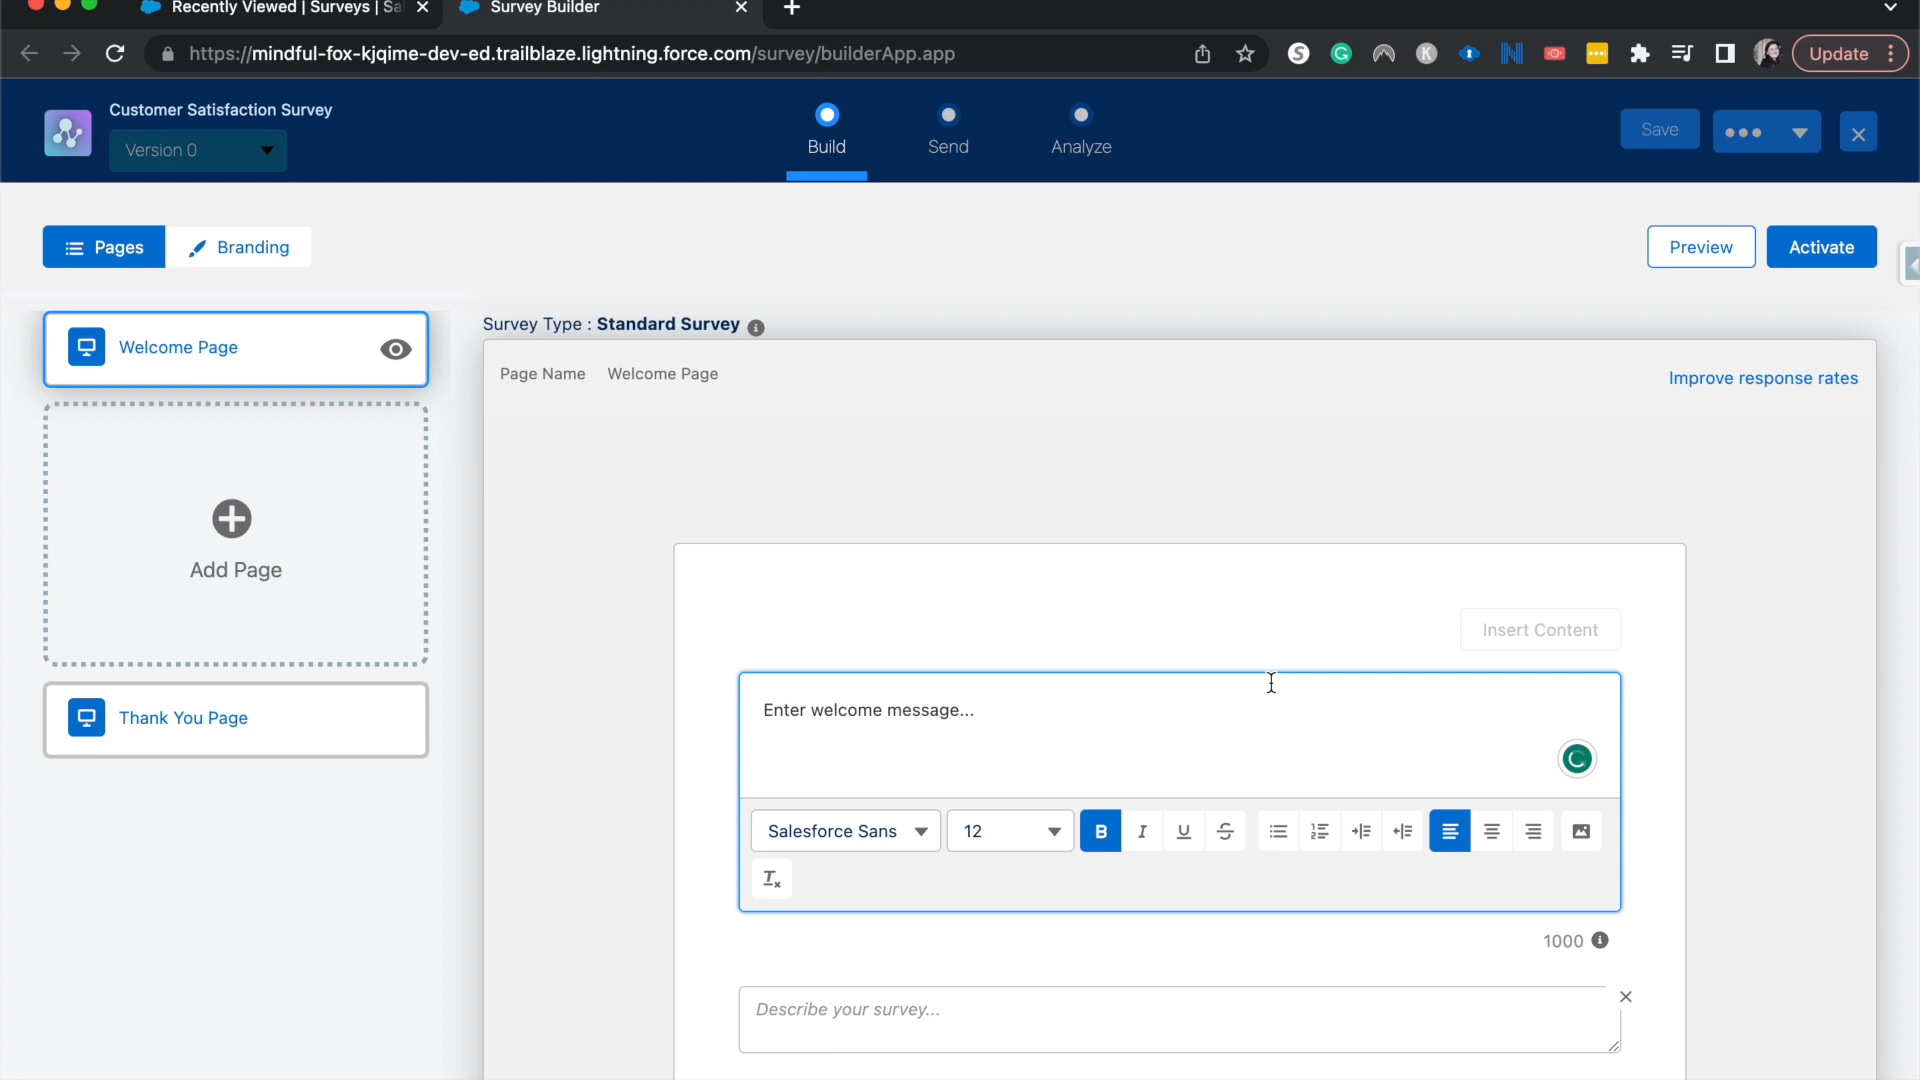 Recently Viewed | Surveys | Sa
Survey Builder
https://mindful-fox-kjqime-dev-ed.trailblaze.lightning.force.com/survey/builderApp.app
Update
Customer Satisfaction Survey
Version 0
Build
Send
Analyze
Save
Pages
Branding
Preview
Activate
Welcome Page
Survey Type : Standard Survey
Page Name Welcome Page
Improve response rates
Add Page
Insert Content
Enter welcome message...
Thank You Page
Salesforce Sans
12
B I U S
1000
Describe your survey...